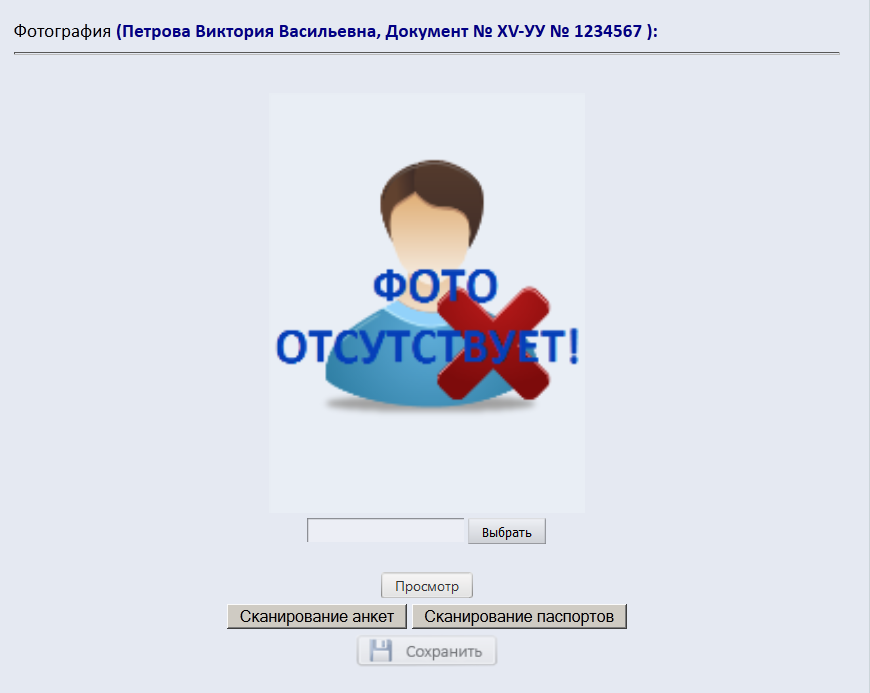 Фотография (Петрова Виктория Васильевна, Документ № XV-УУ № 1234567 ):
ФОТО
ОТСУТСТВУЕТ!
Выбрать
Просмотр
Сканирование анкет Сканирование паспортов
Сохранить